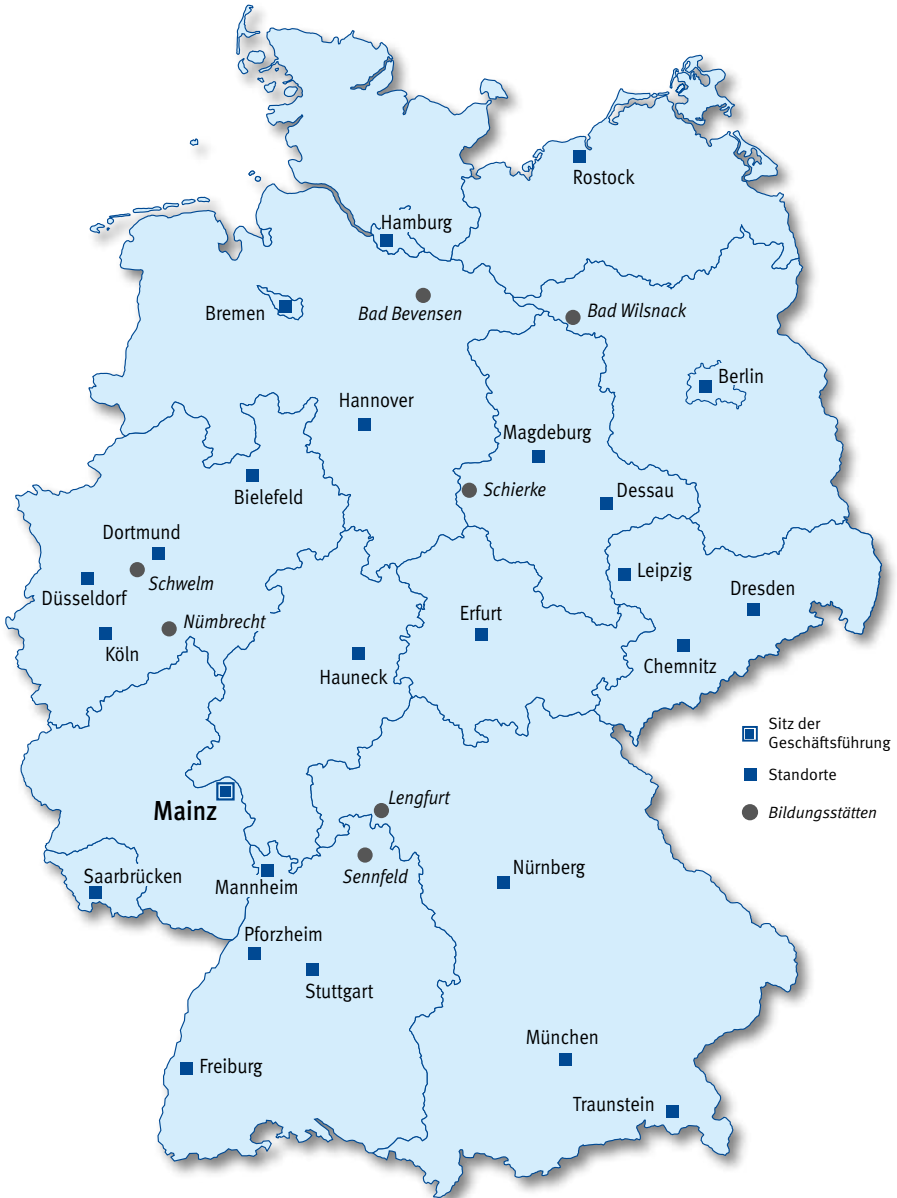 Rostock
Hamburg
Bremen
Bad Bevensen
Bad Wilsnack
Berlin
Hannover
Magdeburg
Bielefeld
Schierke
Dessau
Dortmund
Schwelm
Düsseldorf
Leipzig
Dresden
Nümbrecht
Erfurt
Köln
Hauneck
Chemnitz
Sitz der
Geschäftsführung
Standorte
Bildungsstätten
Mainz
Lengfurt
Saarbrücken
Mannheim
Sennfeld
Nürnberg
Pforzheim
Stuttgart
München
Freiburg
Traunstein